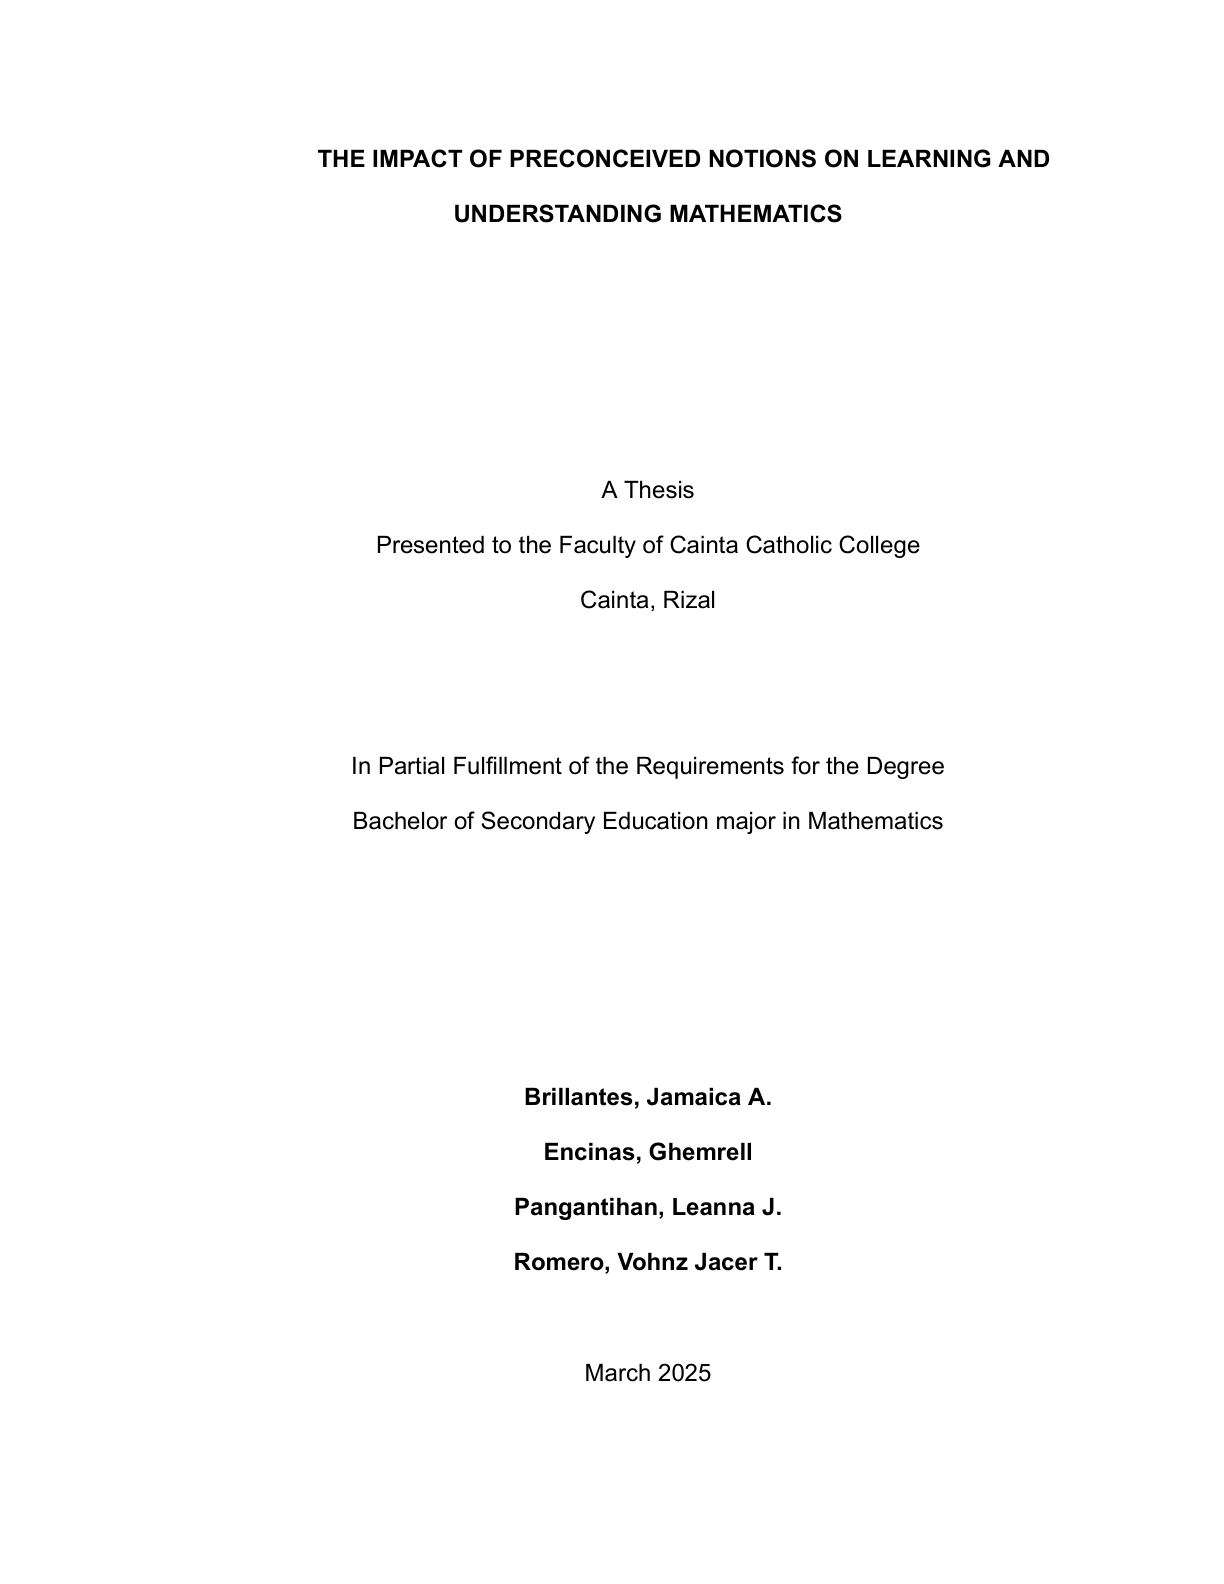 THE IMPACT OF PRECONCEIVED NOTIONS ON LEARNING AND
UNDERSTANDING MATHEMATICS
A Thesis
Presented to the Faculty of Cainta Catholic College
Cainta, Rizal
In Partial Fulfillment of the Requirements for the Degree
Bachelor of Secondary Education major in Mathematics
Brillantes, Jamaica A.
Encinas, Ghemrell
Pangantihan, Leanna J.
Romero, Vohnz Jacer T.
March 2025